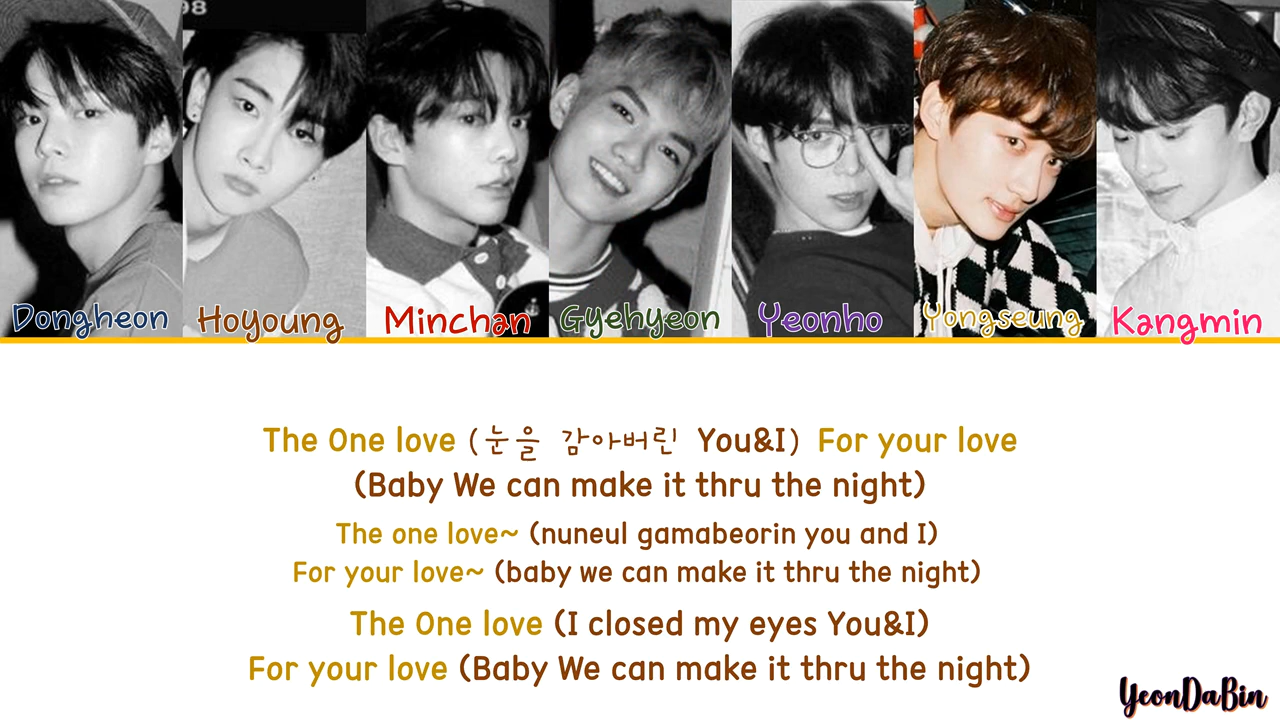 98
Dongheon Hoyoung Minchan Gyehyeon Yeonho Yongseung Kangmin
The One love (눈을 감아버린 You&I) For your love
(Baby We can make it thru the night)
The one love~ (nuneul gamabeorin you and I)
For your love~ (baby we can make it thru the night)
The One love (I closed my eyes You&I)
For your love (Baby We can make it thru the night)
YeonDaBin